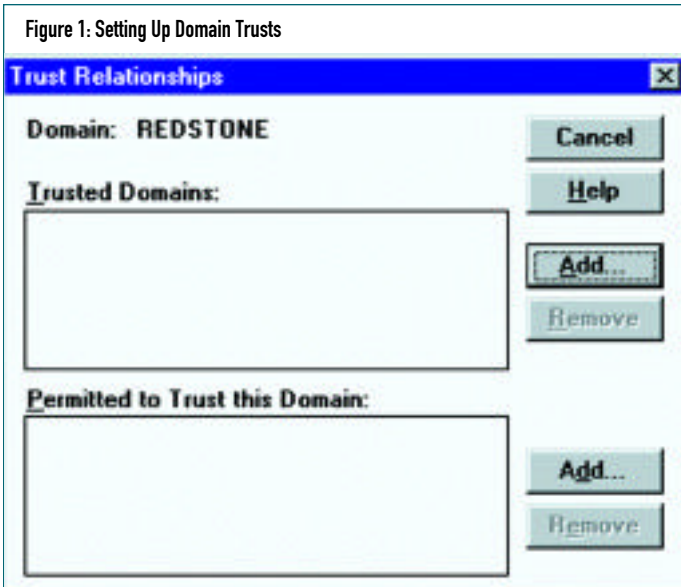 Figure 1: Setting Up Domain Trusts
Trust Relationships
Domain: REDSTONE
Cancel
Help
Trusted Domains:
Add...
Remove
Permitted to Trust this Domain:
Add...
Remove